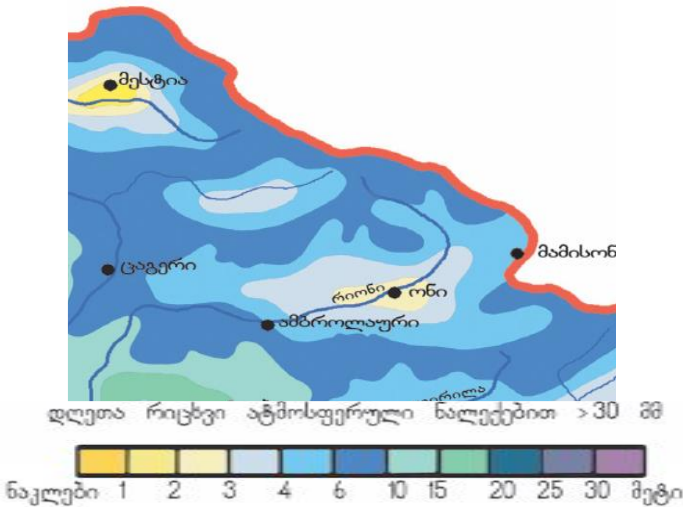 მესტია
მამისონ
ცაგერი
რიონი
ონი
ამბროლაური
ირილა
დღეთა რიცხვი ატმოსფერული ნალექებით >30 მმ
ნაკლები 1 2 3 4 6 10 15 20 25 30 მეტი